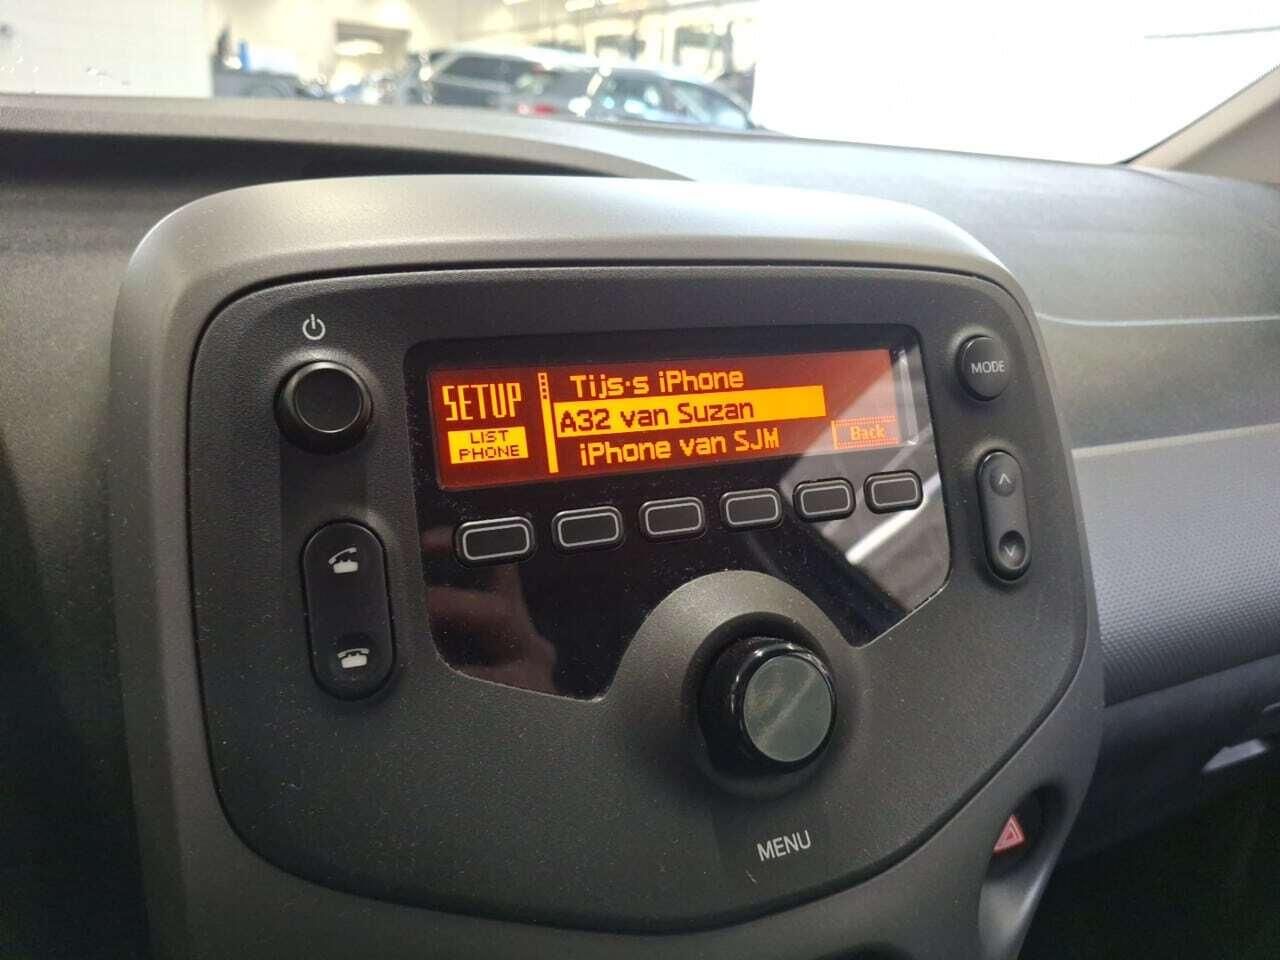 MODE
SETUP
LIST
PHONE
Tijs·s iPhone
A32 van Suzan
iPhone van SJM
Back
MENU